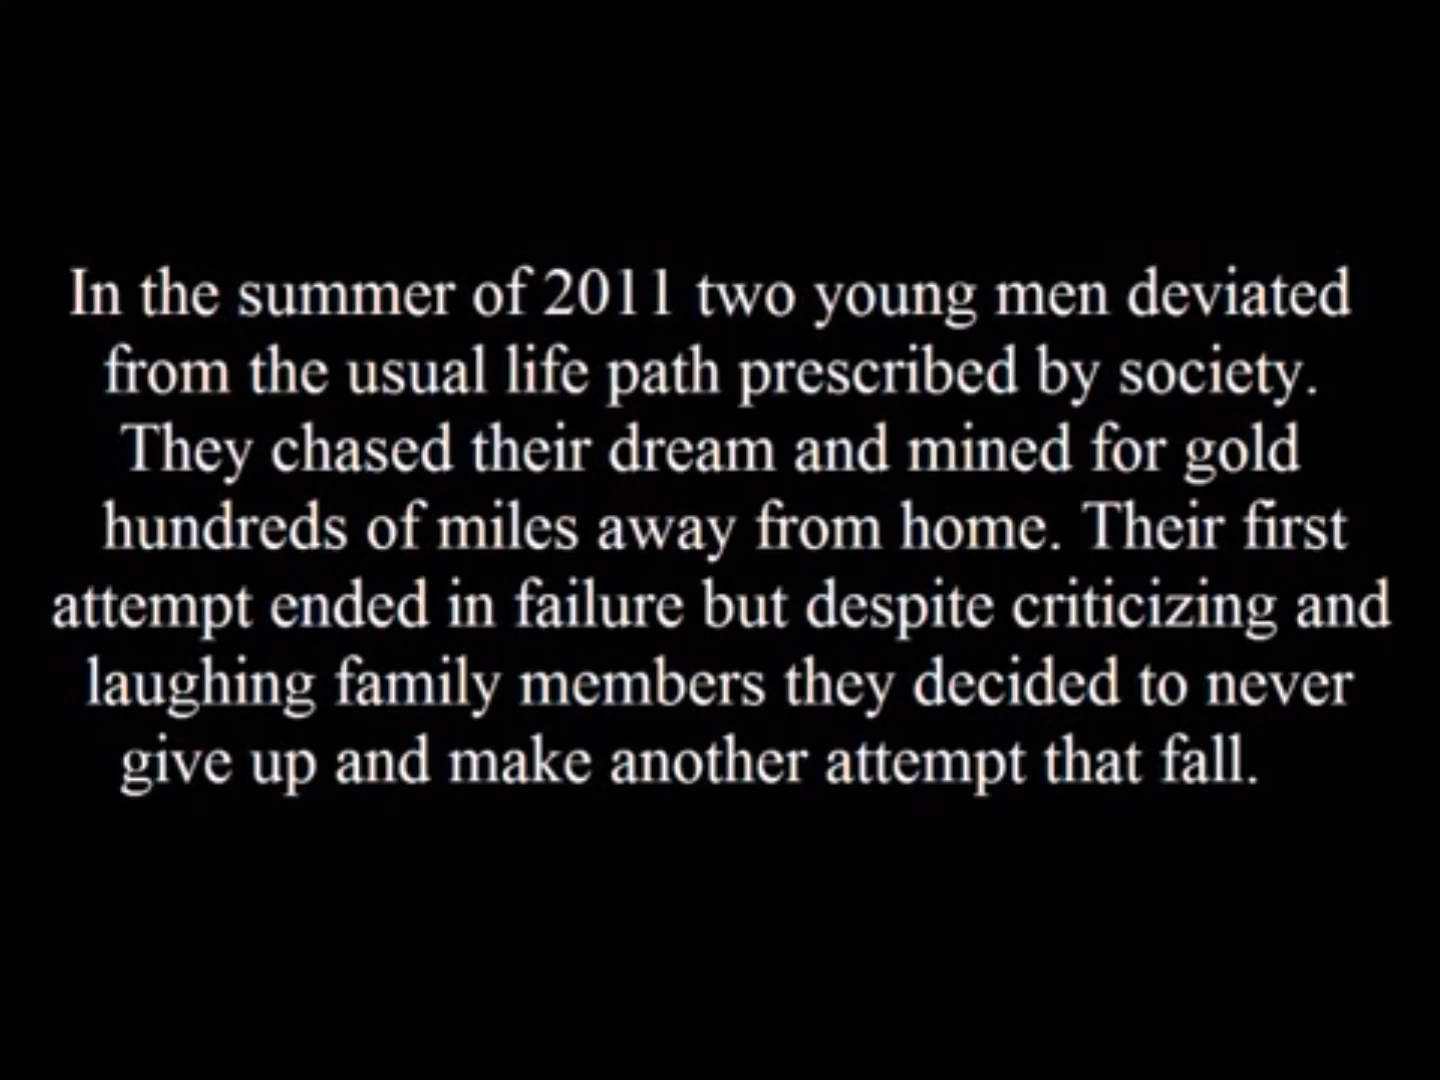 In the summer of 2011 two young men deviated
from the usual life path prescribed by society.
They chased their dream and mined for gold
hundreds of miles away from home. Their first
attempt ended in failure but despite criticizing and
laughing family members they decided to never
give up and make another attempt that fall.